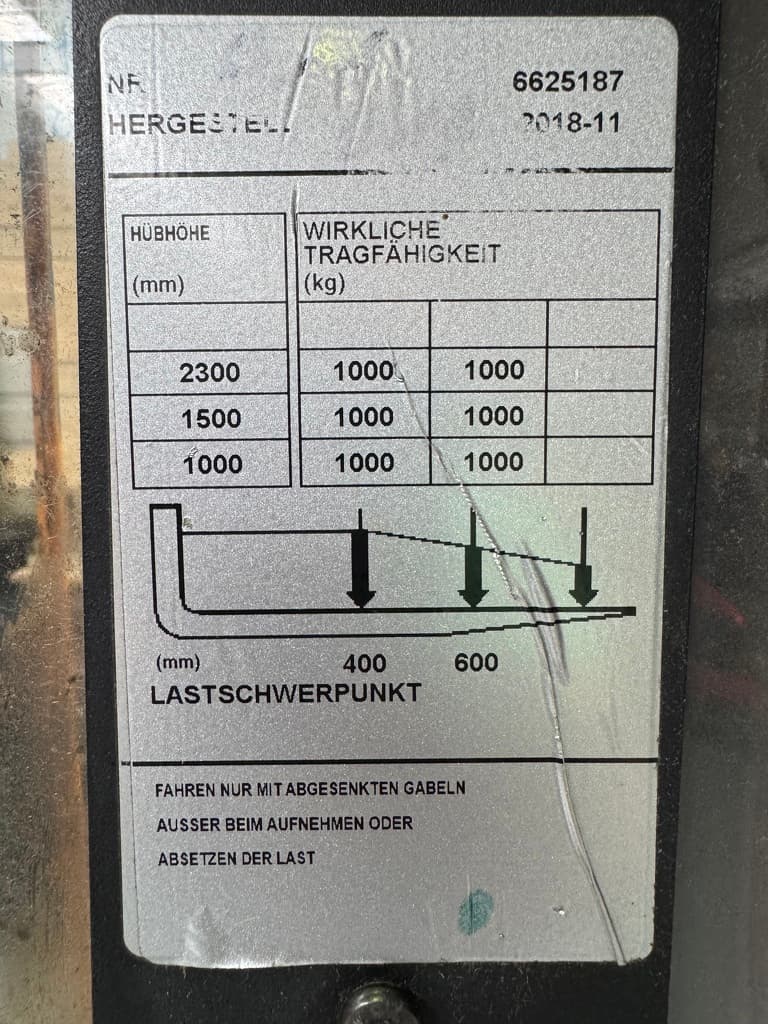 NR 6625187
HERGESTELL 2018-11
HÜBHÖHE
(mm)
WIRKLICHE
TRAGFÄHIGKEIT
(kg)
2300 1000 1000
1500 1000 1000
1000 1000 1000
(mm) 400 600
LASTSCHWERPUNKT
FAHREN NUR MIT ABGESENKTEN GABELN
AUSSER BEIM AUFNEHMEN ODER
ABSETZEN DER LAST